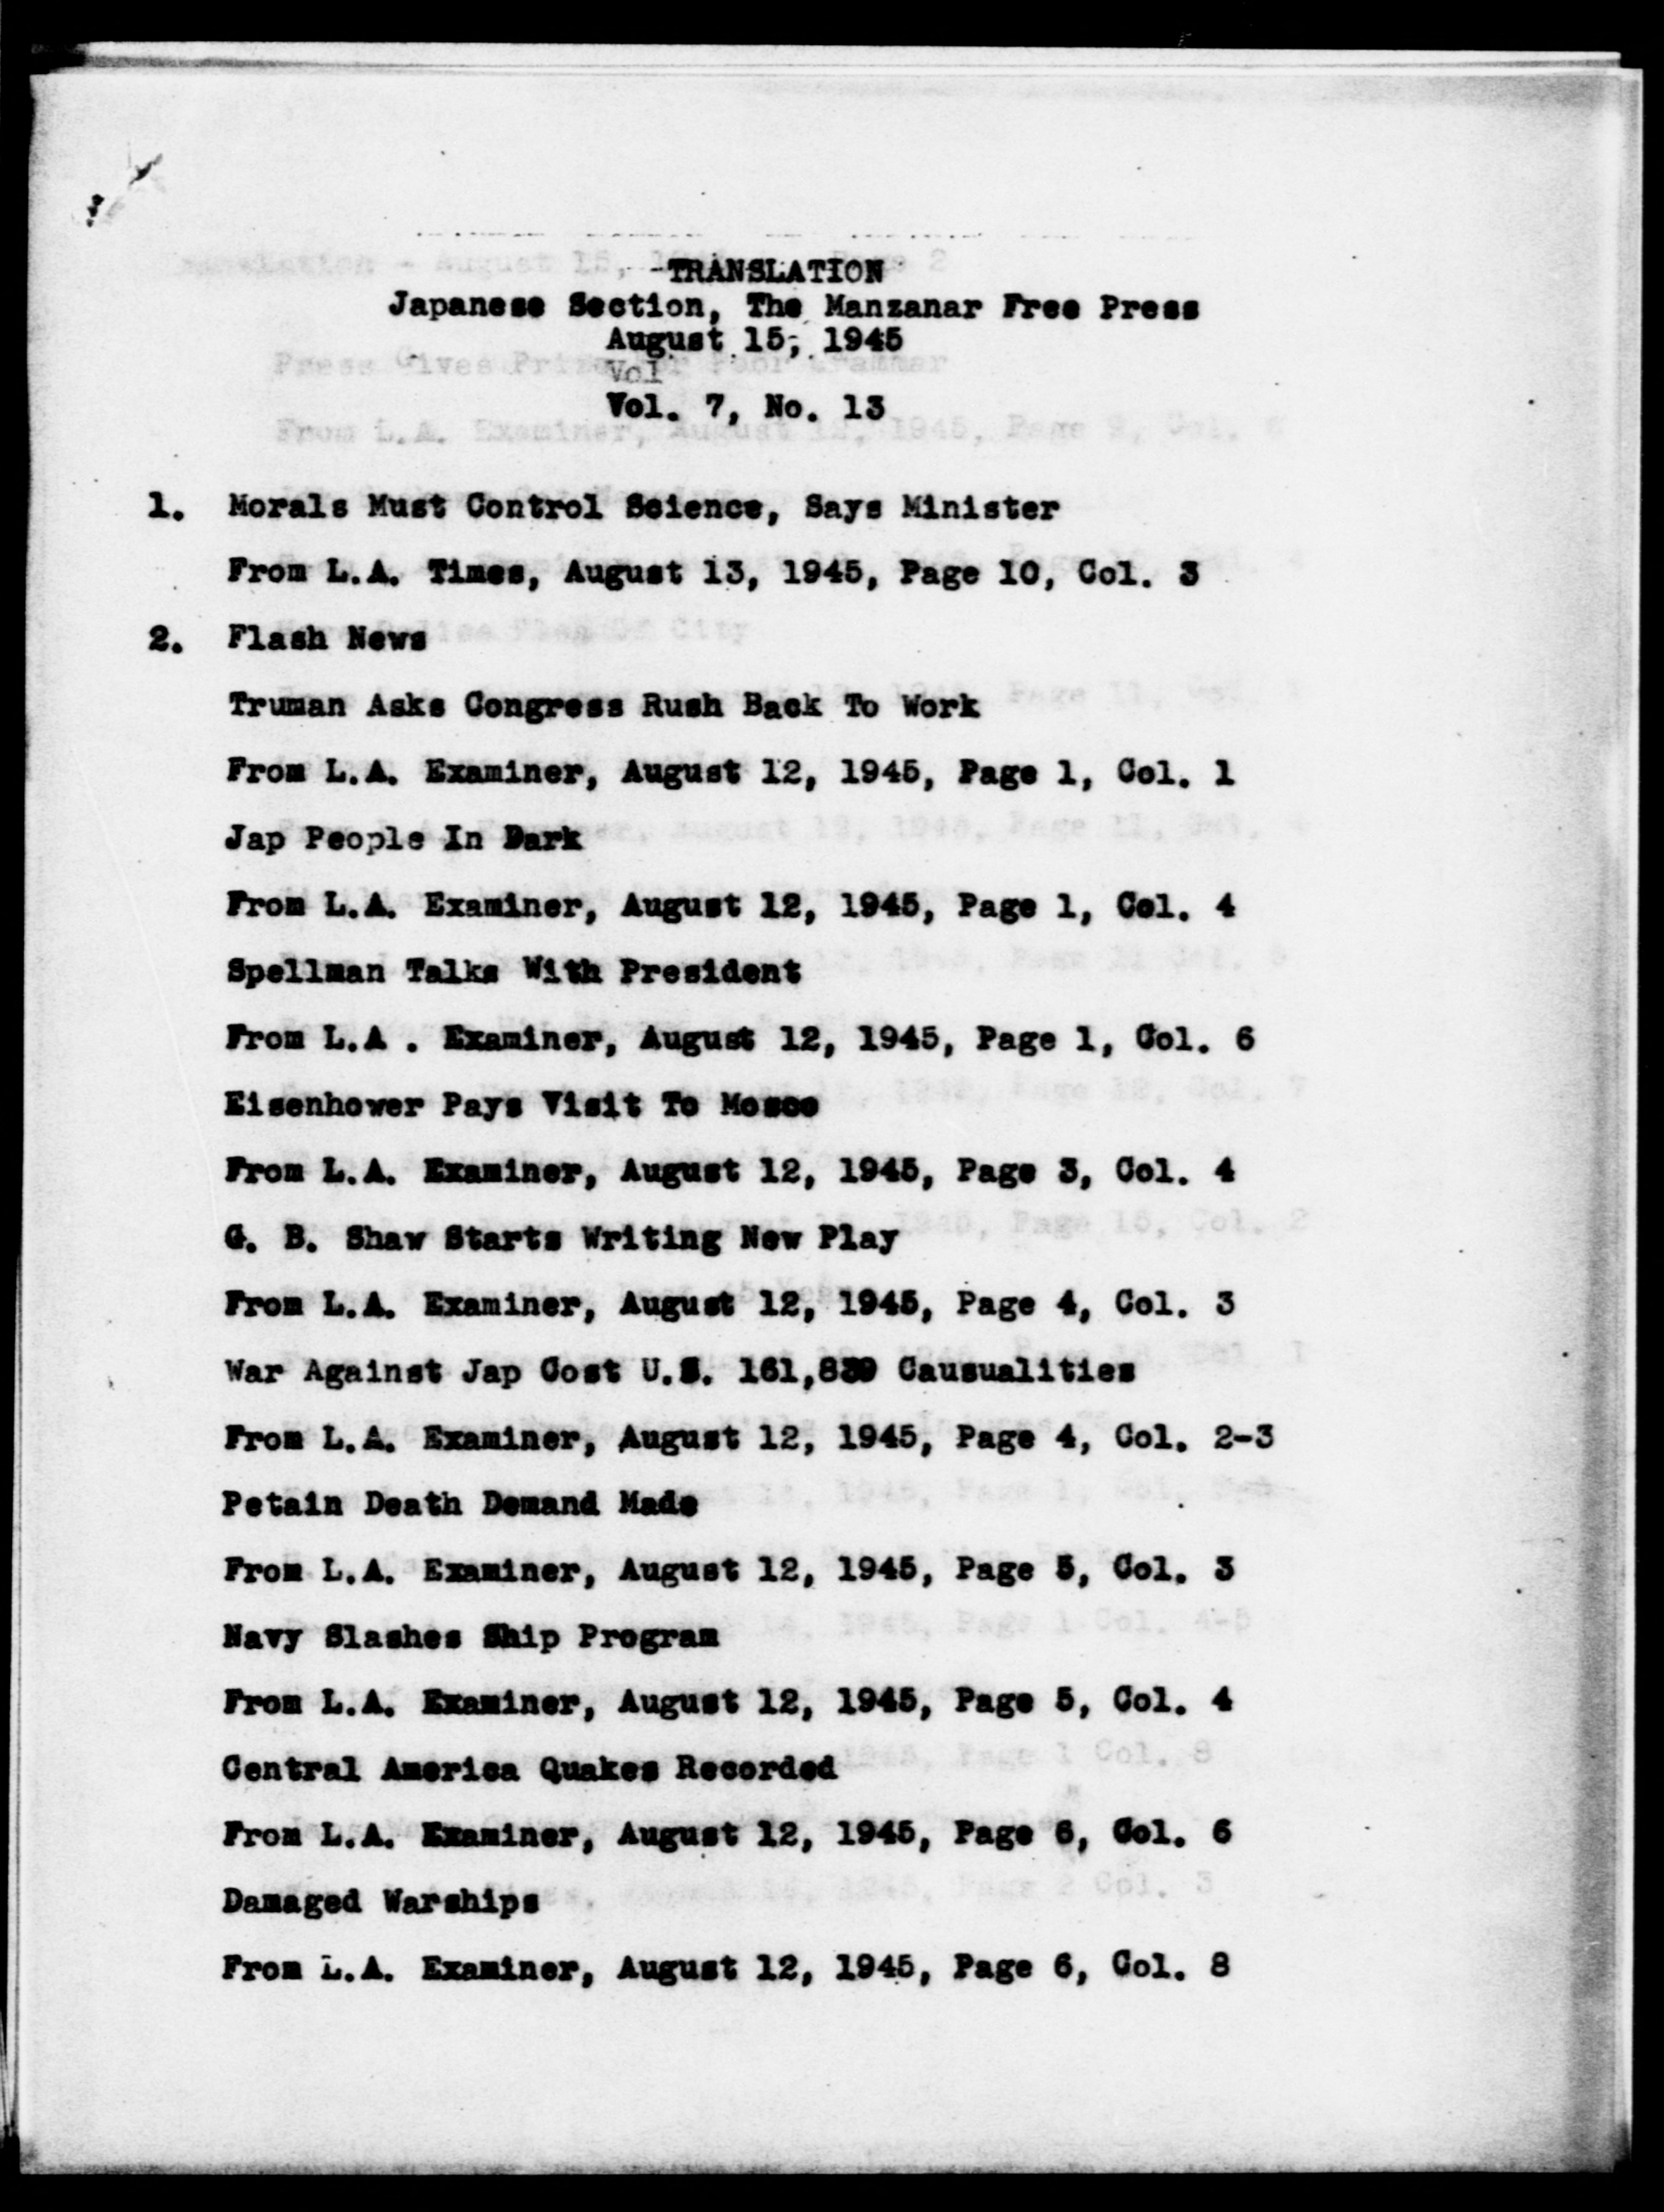 -TRANSLATION
Japanese Section, The Manzanar Free Press
August 15, 1945
Vol
Vol. 7, No. 13
1. Morals Must Control Science, Says Minister
From L.A. Times, August 13, 1945, Page 10, Col. 3
2. Flash News
Truman Asks Congress Rush Back To Work
From L.A. Examiner, August 12, 1945, Page 1, Col. 1
Jap People In Dark
From L.A. Examiner, August 12, 1945, Page 1, Col. 4
Spellman Talks With President
From L.A . Examiner, August 12, 1945, Page 1, Col. 6
Eisenhower Pays Visit To Mosco
From L.A. Examiner, August 12, 1945, Page 3, Col. 4
G. B. Shaw Starts Writing New Play
From L.A. Examiner, August 12, 1945, Page 4, Col. 3
War Against Jap Cost U.S. 161,839 Causualities
From L.A. Examiner, August 12, 1945, Page 4, Col. 2-3
Petain Death Demand Made
From L.A. Examiner, August 12, 1945, Page 5, Col. 3
Navy Slashes Ship Program
From L.A. Examiner, August 12, 1945, Page 5, Col. 4
Central America Quakes Recorded
From L.A. Examiner, August 12, 1945, Page 6, Col. 6
Damaged Warships
From L.A. Examiner, August 12, 1945, Page 6, Col. 8